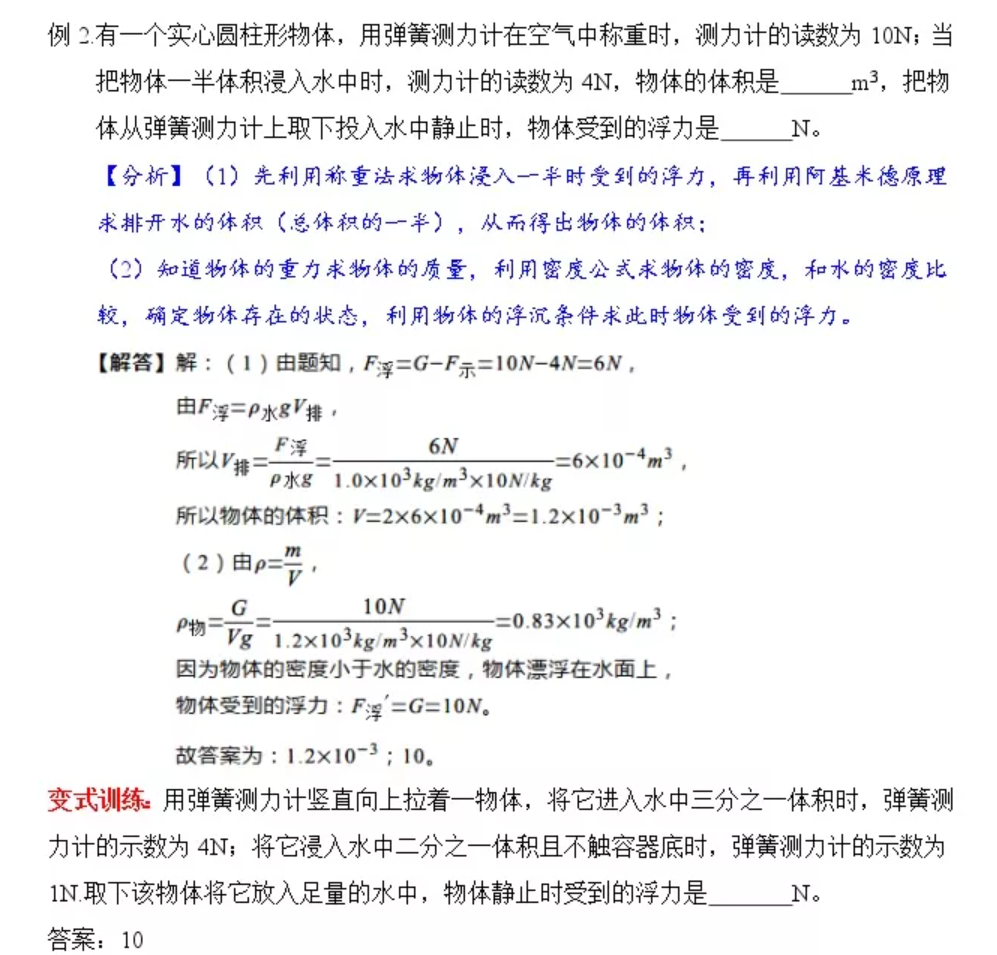 例 2.有一个实心圆柱形物体，用弹簧测力计在空气中称重时，测力计的读数为 10N；当
把物体一半体积浸入水中时，测力计的读数为 4N，物体的体积是______m³，把物
体从弹簧测力计上取下投入水中静止时，物体受到的浮力是______N。
【分析】（1）先利用称重法求物体浸入一半时受到的浮力，再利用阿基米德原理
求排开水的体积（总体积的一半），从而得出物体的体积；
（2）知道物体的重力求物体的质量，利用密度公式求物体的密度，和水的密度比
较，确定物体存在的状态，利用物体的浮沉条件求此时物体受到的浮力。
【解答】解：（1）由题知，F浮=G−F示=10N−4N=6N，
由F浮=ρ水gV排，
所以V排=F浮/ρ水g=6N/1.0×10³kg/m³×10N/kg=6×10⁻⁴m³，
所以物体的体积：V=2×6×10⁻⁴m³=1.2×10⁻³m³；
（2）由ρ=m/V，
ρ物=G/Vg=10N/1.2×10³kg/m³×10N/kg=0.83×10³kg/m³；
因为物体的密度小于水的密度，物体漂浮在水面上，
物体受到的浮力：F浮′=G=10N。
故答案为：1.2×10⁻³；10。
变式训练：用弹簧测力计竖直向上拉着一物体，将它进入水中三分之一体积时，弹簧测
力计的示数为 4N；将它浸入水中二分之一体积且不触容器底时，弹簧测力计的示数为
1N.取下该物体将它放入足量的水中，物体静止时受到的浮力是_______N。
答案：10